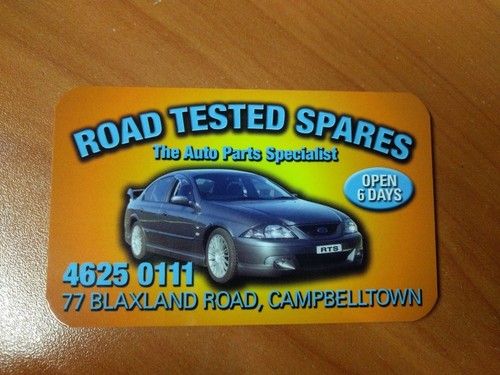 ROAD TESTED SPARES
The Auto Parts Specialist
OPEN
6 DAYS
RTS
4625 0111
77 BLAXLAND ROAD, CAMPBELLTOWN